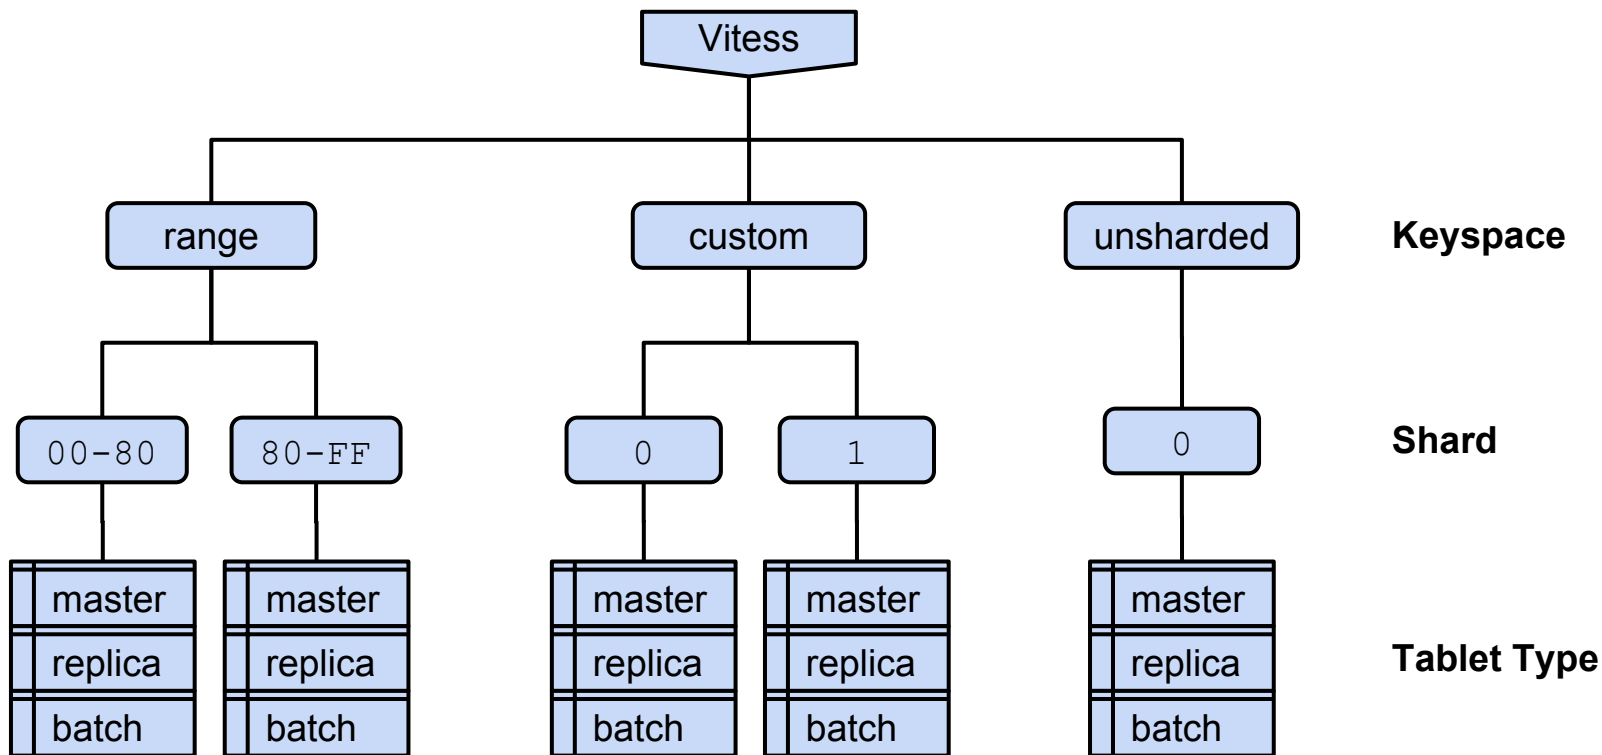 Vitess
range
custom
unsharded
Keyspace
00-80
80-FF
0
1
0
Shard
master
master
master
master
master
replica
replica
replica
replica
replica
Tablet Type
batch
batch
batch
batch
batch